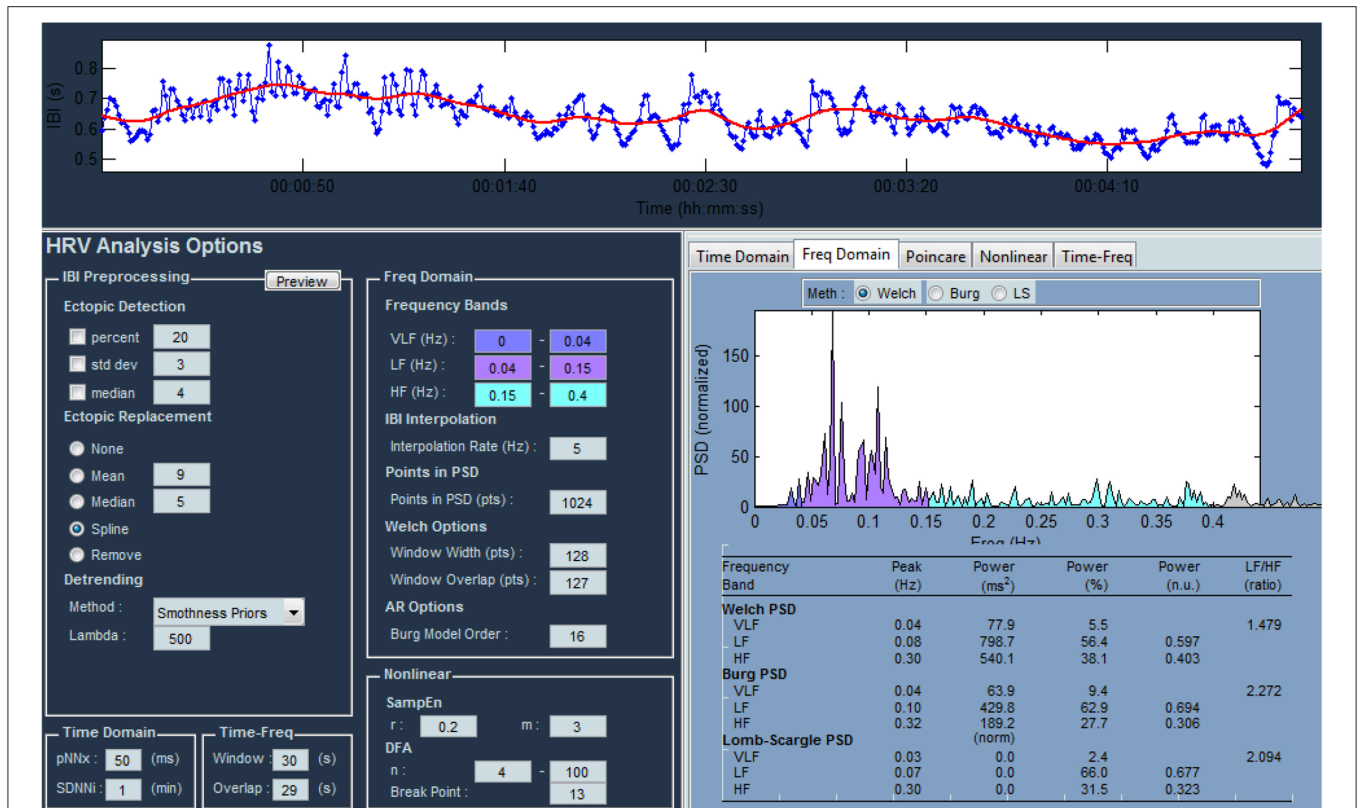 0.8
0.7
0.6
0.5
IBI (s)
00:00:50 00:01:40 00:02:30 00:03:20 00:04:10
Time (hh:mm:ss)
HRV Analysis Options
IBI Preprocessing
Preview
Ectopic Detection
percent 20
std dev 3
median 4
Ectopic Replacement
None
Mean 9
Median 5
Spline
Remove
Detrending
Method : Smothness Priors
Lambda : 500
Time Domain
pNNx : 50 (ms)
SDNNi : 1 (min)
Time-Freq
Window : 30 (s)
Overlap : 29 (s)
Freq Domain
Frequency Bands
VLF (Hz) : 0 - 0.04
LF (Hz) : 0.04 - 0.15
HF (Hz) : 0.15 - 0.4
IBI Interpolation
Interpolation Rate (Hz) : 5
Points in PSD
Points in PSD (pts) : 1024
Welch Options
Window Width (pts) : 128
Window Overlap (pts) : 127
AR Options
Burg Model Order : 16
Nonlinear
SampEn
r : 0.2 m : 3
DFA
n : 4 - 100
Break Point : 13
Time Domain Freq Domain Poincare Nonlinear Time-Freq
Meth : Welch Burg LS
150
100
50
0
PSD (normalized)
0 0.05 0.1 0.15 0.2 0.25 0.3 0.35 0.4
Freq (Hz)
Frequency Peak Power Power Power LF/HF
Band (Hz) (ms²) (%) (n.u.) (ratio)
Welch PSD
VLF 0.04 77.9 5.5 1.479
LF 0.08 798.7 56.4 0.597
HF 0.30 540.1 38.1 0.403
Burg PSD
VLF 0.04 63.9 9.4 2.272
LF 0.10 429.8 62.9 0.694
HF 0.32 189.2 27.7 0.306
Lomb-Scargle PSD (norm)
VLF 0.03 0.0 2.4 2.094
LF 0.07 0.0 66.0 0.677
HF 0.30 0.0 31.5 0.323